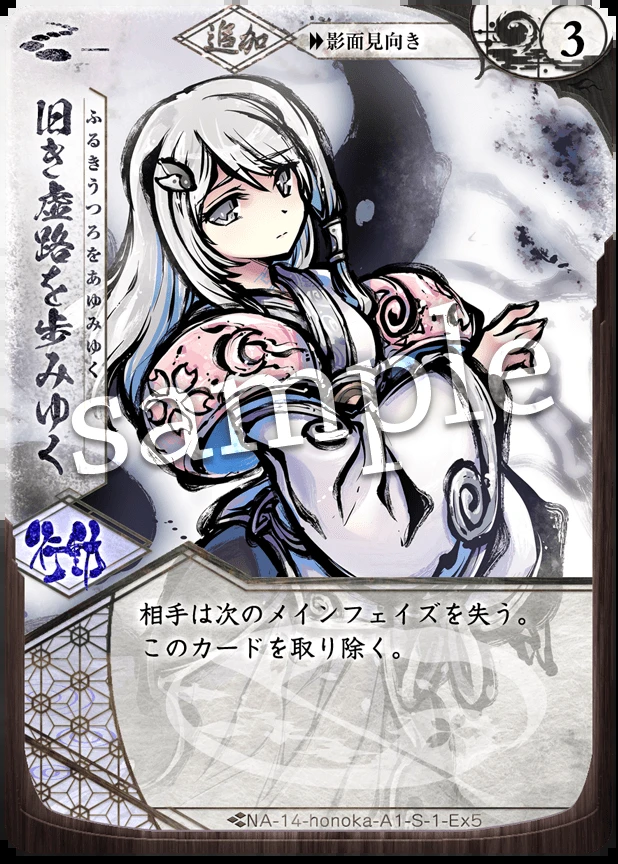 追加
▶▶影面見向き
3
旧き虚路を歩みゆく
ふるきうつろをあゆみゆく
sample
行動
相手は次のメインフェイズを失う。
このカードを取り除く。
NA-14-honoka-A1-S-1-Ex5